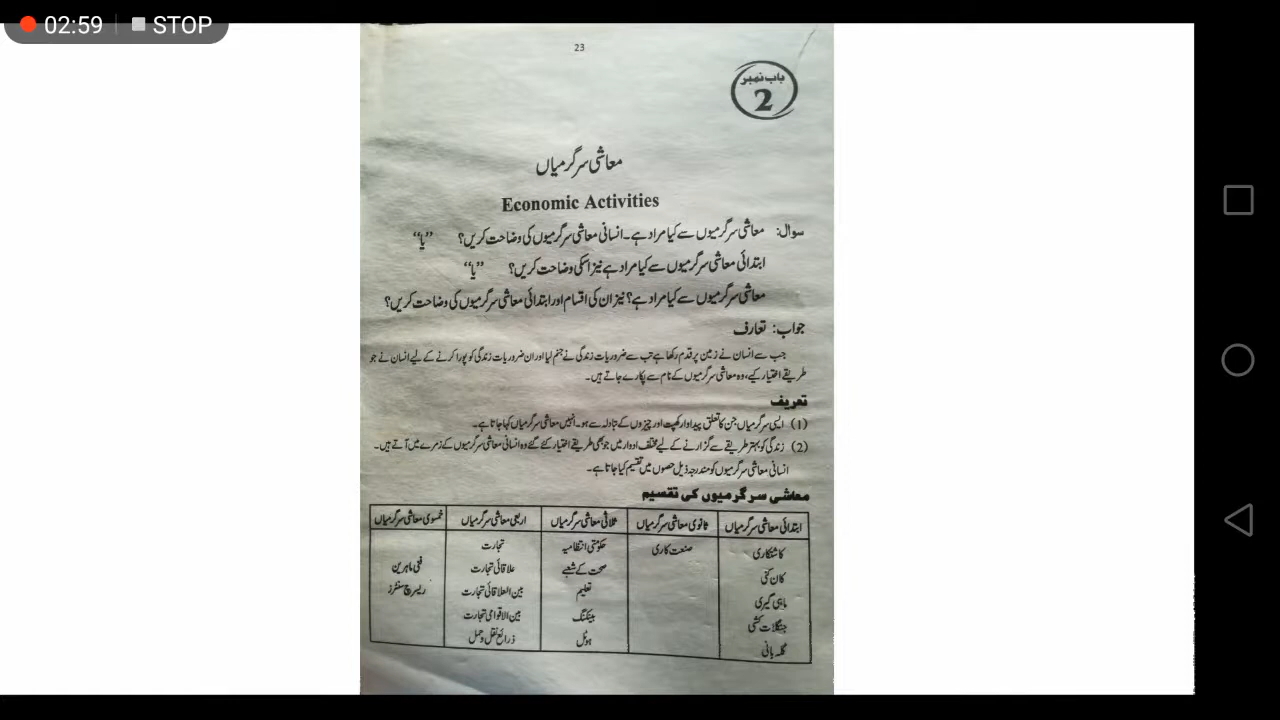 02:59 STOP
23
باب نمبر
2
معاشی سرگرمیاں
Economic Activities
سوال: معاشی سرگرمیوں سے کیا مراد ہے۔ انسانی معاشی سرگرمیوں کی وضاحت کریں؟ ”یا“
ابتدائی معاشی سرگرمیوں سے کیا مراد ہے نیز اسکی وضاحت کریں؟ ”یا“
معاشی سرگرمیوں سے کیا مراد ہے؟ نیز ان کی اقسام اور ابتدائی معاشی سرگرمیوں کی وضاحت کریں؟
جواب: تعارف
جب سے انسان نے زمین پر قدم رکھا ہے تب سے ضروریات زندگی نے جنم لیا اور ان ضروریات زندگی کو پورا کرنے کے لیے انسان نے جو
طریقے اختیار کیے، وہ معاشی سرگرمیوں کے نام سے پکارے جاتے ہیں۔
تعریف
(1) ایسی سرگرمیاں جن کا تعلق پیداوار کھپت اور چیزوں کے تبادلہ سے ہو۔ انہیں معاشی سرگرمیاں کہا جاتا ہے۔
(2) زندگی کو بہتر طریقے سے گزارنے کے لیے مختلف ادوار میں جو بھی طریقے اختیار کئے گئے وہ انسانی معاشی سرگرمیوں کے زمرے میں آتے ہیں۔
انسانی معاشی سرگرمیوں کو مندرجہ ذیل حصوں میں تقسیم کیا جاتا ہے۔
معاشی سرگرمیوں کی تقسیم
ابتدائی معاشی سرگرمیاں ثانوی معاشی سرگرمیاں ثلاثی معاشی سرگرمیاں اربعی معاشی سرگرمیاں خمسوی معاشی سرگرمیاں
کاشتکاری صنعت کاری حکومتی انتظامیہ تجارت
کان کنی صحت کے شعبے علاقائی تجارت فنی ماہرین
ماہی گیری تعلیم بین العلاقائی تجارت ریسرچ سنٹرز
جنگلات کشی بینکنگ بین الاقوامی تجارت
گلہ بانی ہوٹل ذرائع نقل و حمل